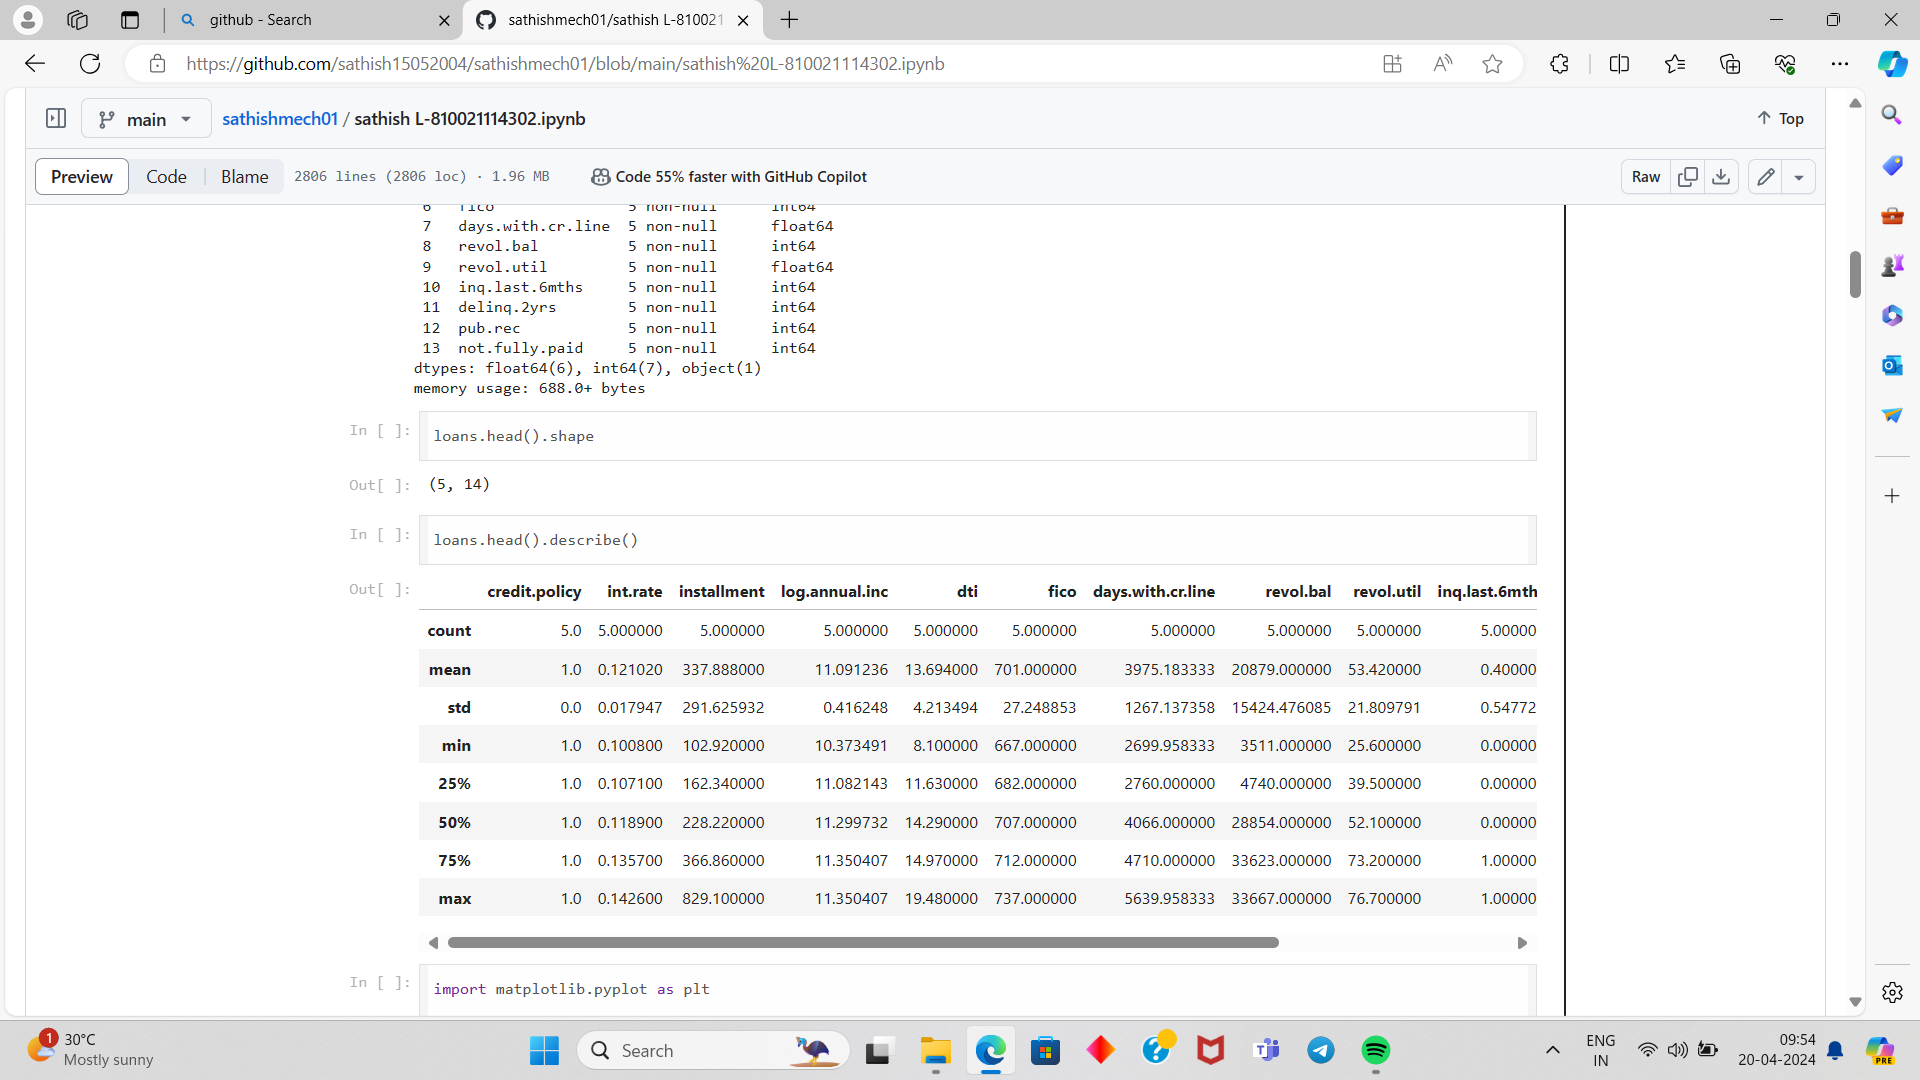 github - Search
sathishmech01/sathish L-810021
https://github.com/sathish15052004/sathishmech01/blob/main/sathish%20L-810021114302.ipynb
main
sathishmech01 / sathish L-810021114302.ipynb
Top
Preview Code Blame 2806 lines (2806 loc) · 1.96 MB Code 55% faster with GitHub Copilot Raw
6 fico 5 non-null int64
7 days.with.cr.line 5 non-null float64
8 revol.bal 5 non-null int64
9 revol.util 5 non-null float64
10 inq.last.6mths 5 non-null int64
11 delinq.2yrs 5 non-null int64
12 pub.rec 5 non-null int64
13 not.fully.paid 5 non-null int64
dtypes: float64(6), int64(7), object(1)
memory usage: 688.0+ bytes
In [ ]: loans.head().shape
Out[ ]: (5, 14)
In [ ]: loans.head().describe()
Out[ ]: credit.policy int.rate installment log.annual.inc dti fico days.with.cr.line revol.bal revol.util inq.last.6mth
count 5.0 5.000000 5.000000 5.000000 5.000000 5.000000 5.000000 5.000000 5.000000 5.00000
mean 1.0 0.121020 337.888000 11.091236 13.694000 701.000000 3975.183333 20879.000000 53.420000 0.40000
std 0.0 0.017947 291.625932 0.416248 4.213494 27.248853 1267.137358 15424.476085 21.809791 0.54772
min 1.0 0.100800 102.920000 10.373491 8.100000 667.000000 2699.958333 3511.000000 25.600000 0.00000
25% 1.0 0.107100 162.340000 11.082143 11.630000 682.000000 2760.000000 4740.000000 39.500000 0.00000
50% 1.0 0.118900 228.220000 11.299732 14.290000 707.000000 4066.000000 28854.000000 52.100000 0.00000
75% 1.0 0.135700 366.860000 11.350407 14.970000 712.000000 4710.000000 33623.000000 73.200000 1.00000
max 1.0 0.142600 829.100000 11.350407 19.480000 737.000000 5639.958333 33667.000000 76.700000 1.00000
In [ ]: import matplotlib.pyplot as plt
1
30°C
Mostly sunny
Search
PRE
ENG
IN
09:54
20-04-2024